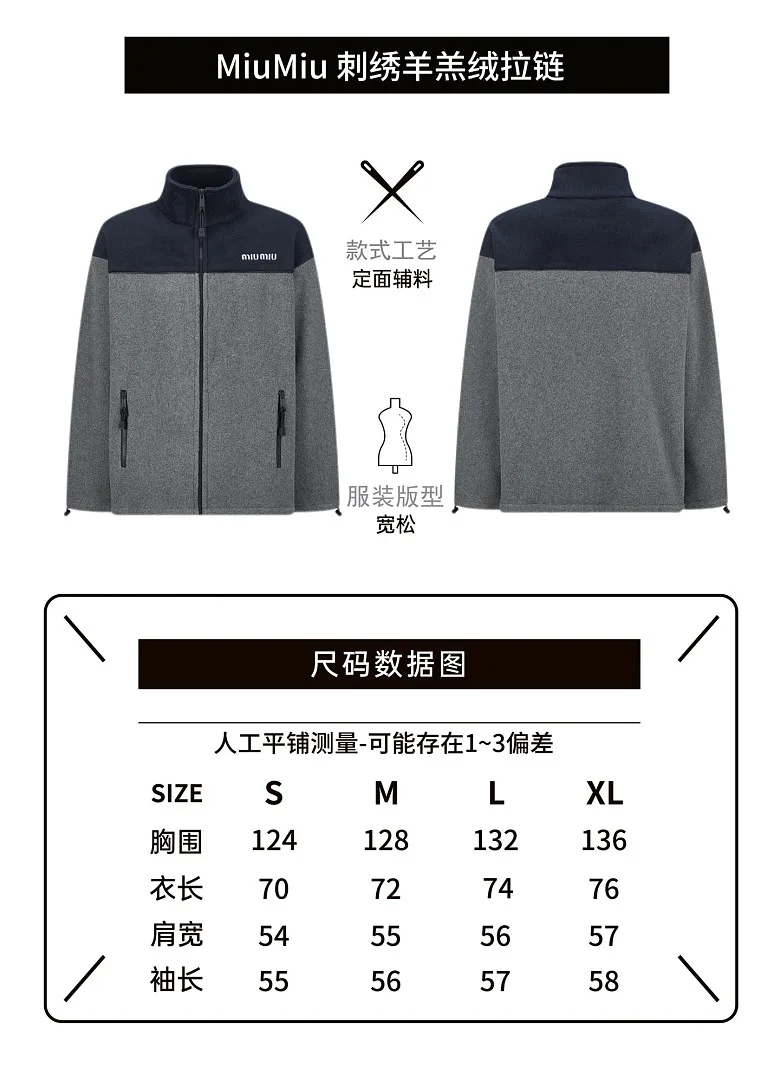 MiuMiu 刺绣羊羔绒拉链
miumiu
款式工艺
定面辅料
服装版型
宽松
尺码数据图
人工平铺测量-可能存在1~3偏差
SIZE S M L XL
胸围 124 128 132 136
衣长 70 72 74 76
肩宽 54 55 56 57
袖长 55 56 57 58